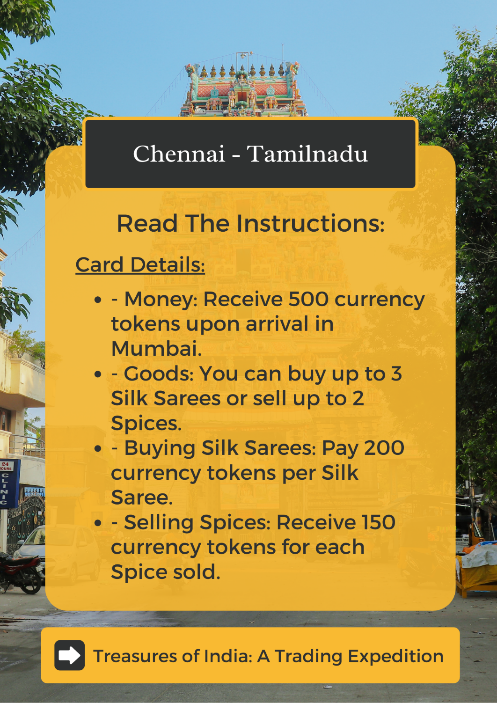 Chennai - Tamilnadu
Read The Instructions:
Card Details:
• - Money: Receive 500 currency
tokens upon arrival in
Mumbai.
• - Goods: You can buy up to 3
Silk Sarees or sell up to 2
Spices.
• - Buying Silk Sarees: Pay 200
currency tokens per Silk
Saree.
• - Selling Spices: Receive 150
currency tokens for each
Spice sold.
CLINIC
Treasures of India: A Trading Expedition